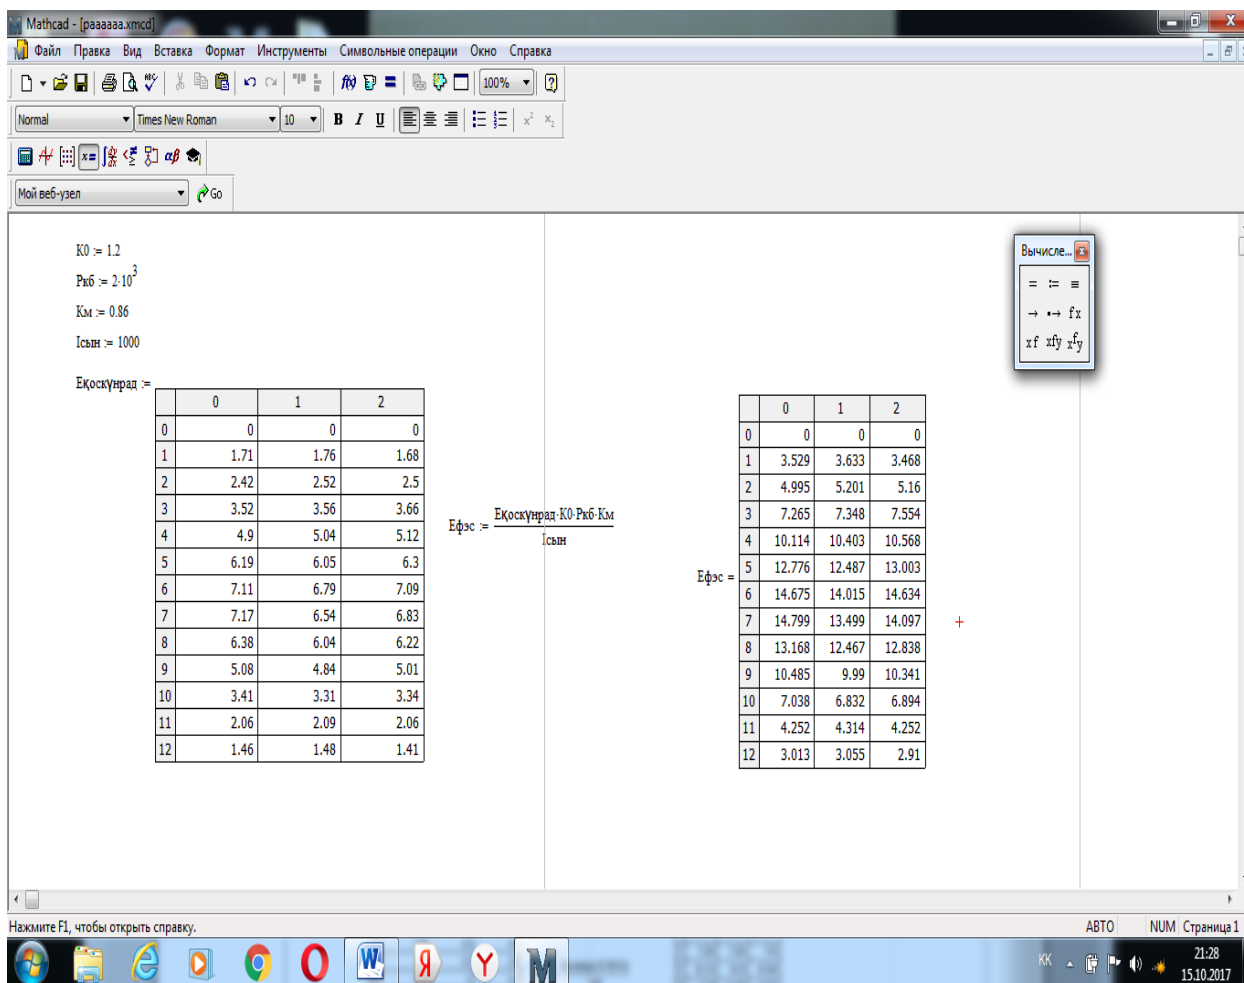 Mathcad - [paaaaaa.xmcd]
Файл Правка Вид Вставка Формат Инструменты Символьные операции Окно Справка
100%
Normal Times New Roman 10 B I U x² x₂
x= αβ
Мой веб-узел Go
K0 := 1.2
Ркб := 2·10^3
Км := 0.86
Iсын := 1000
Еқоскүнрад :=
0 1 2
0 0 0 0
1 1.71 1.76 1.68
2 2.42 2.52 2.5
3 3.52 3.56 3.66
4 4.9 5.04 5.12
5 6.19 6.05 6.3
6 7.11 6.79 7.09
7 7.17 6.54 6.83
8 6.38 6.04 6.22
9 5.08 4.84 5.01
10 3.41 3.31 3.34
11 2.06 2.09 2.06
12 1.46 1.48 1.41
Ефэс := Еқоскүнрад·K0·Ркб·Км
Iсын
Ефэс =
0 1 2
0 0 0 0
1 3.529 3.633 3.468
2 4.995 5.201 5.16
3 7.265 7.348 7.554
4 10.114 10.403 10.568
5 12.776 12.487 13.003
6 14.675 14.015 14.634
7 14.799 13.499 14.097
8 13.168 12.467 12.838
9 10.485 9.99 10.341
10 7.038 6.832 6.894
11 4.252 4.314 4.252
12 3.013 3.055 2.91
Вычисле...
= := ≡
→ ▪→ fx
xf xfy xfy
Нажмите F1, чтобы открыть справку.
АВТО NUM Страница 1
KK 21:28
15.10.2017